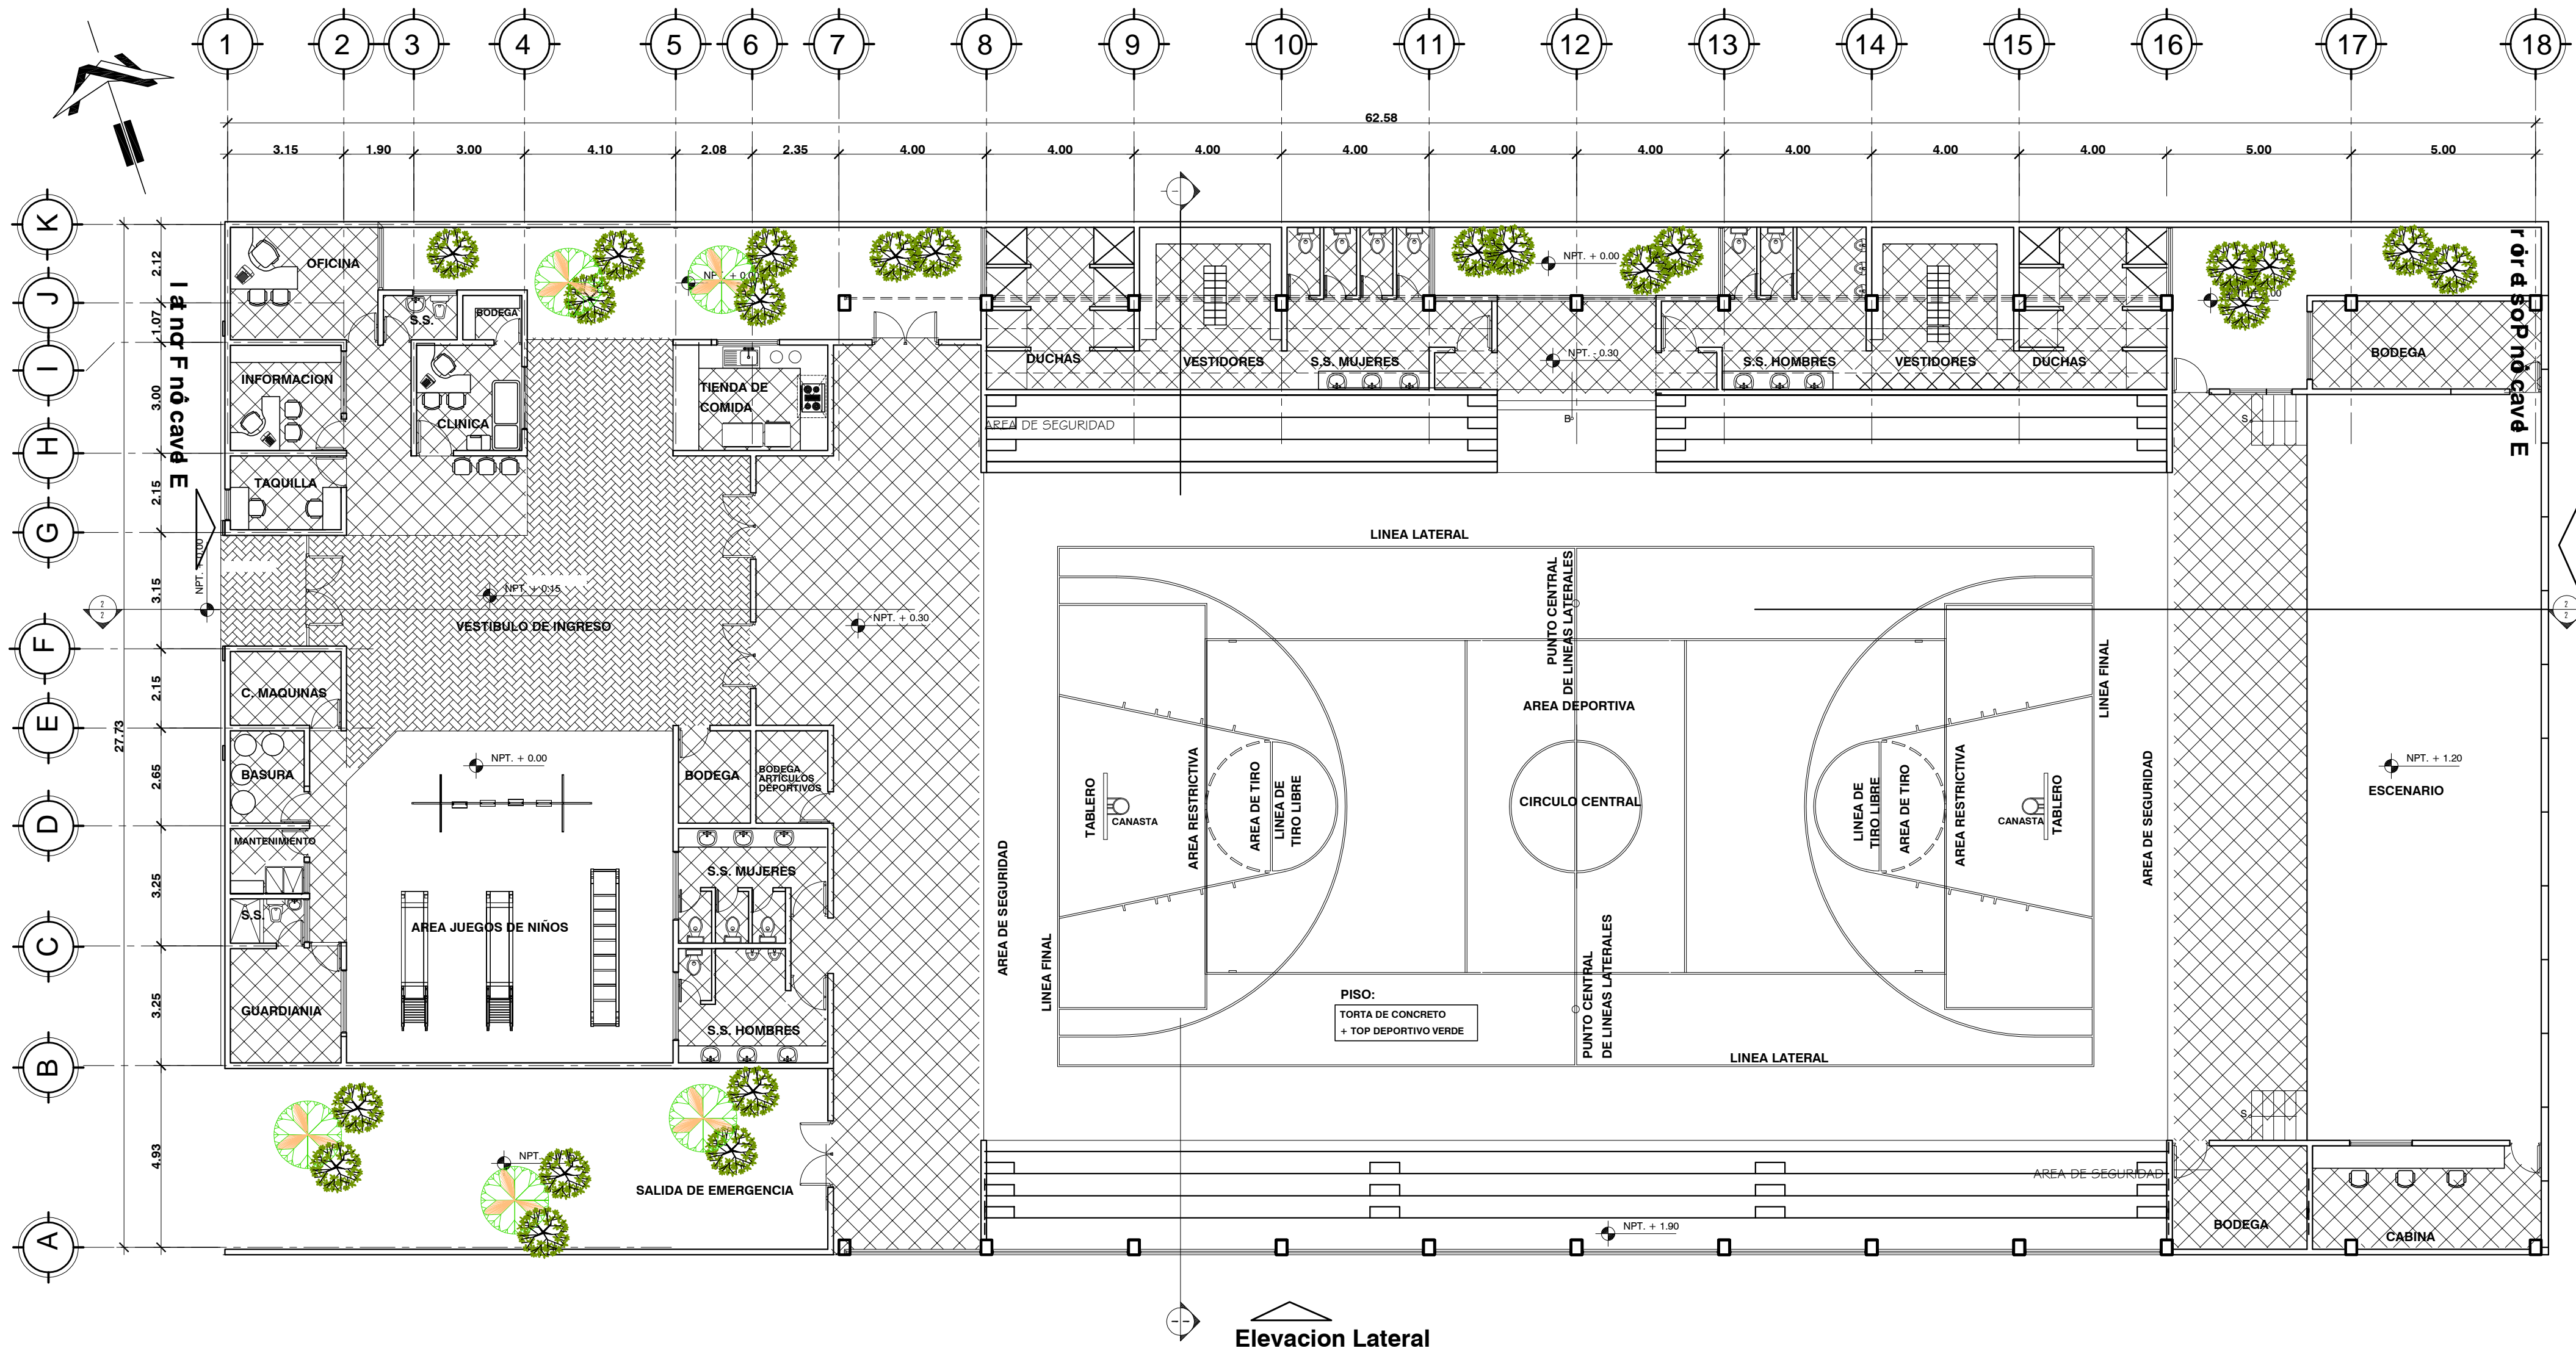 1 2 3 4 5 6 7 8 9 10 11 12 13 14 15 16 17 18
62.58
3.15 1.90 3.00 4.10 2.08 2.35 4.00 4.00 4.00 4.00 4.00 4.00 4.00 4.00 4.00 5.00 5.00
K
J
I
H
G
F
E
D
C
B
A
2.12
1.07
3.00
2.15
3.15
2.15
2.65
3.25
3.25
4.93
27.73
OFICINA
S.S.
BODEGA
INFORMACION
CLINICA
TAQUILLA
TIENDA DE
COMIDA
NPT. + 0.00
NPT. + 0.15
VESTIBULO DE INGRESO
NPT. + 0.30
C. MAQUINAS
BASURA
MANTENIMIENTO
S.S.
GUARDIANIA
NPT. + 0.00
AREA JUEGOS DE NIÑOS
BODEGA
BODEGA
ARTICULOS
DEPORTIVOS
S.S. MUJERES
S.S. HOMBRES
NPT.
SALIDA DE EMERGENCIA
DUCHAS
VESTIDORES
S.S. MUJERES
NPT. + 0.00
NPT. - 0.30
S.S. HOMBRES
VESTIDORES
DUCHAS
BODEGA
AREA DE SEGURIDAD
B
S
LINEA LATERAL
PUNTO CENTRAL
DE LINEAS LATERALES
AREA DEPORTIVA
CIRCULO CENTRAL
TABLERO
CANASTA
AREA RESTRICTIVA
AREA DE TIRO
LINEA DE
TIRO LIBRE
LINEA DE
TIRO LIBRE
AREA DE TIRO
AREA RESTRICTIVA
CANASTA
TABLERO
LINEA FINAL
AREA DE SEGURIDAD
AREA DE SEGURIDAD
LINEA FINAL
PISO:
TORTA DE CONCRETO
+ TOP DEPORTIVO VERDE
PUNTO CENTRAL
DE LINEAS LATERALES
LINEA LATERAL
NPT. + 1.20
ESCENARIO
S
AREA DE SEGURIDAD
NPT. + 1.90
BODEGA
CABINA
2
2
2
2
Elevacion Lateral